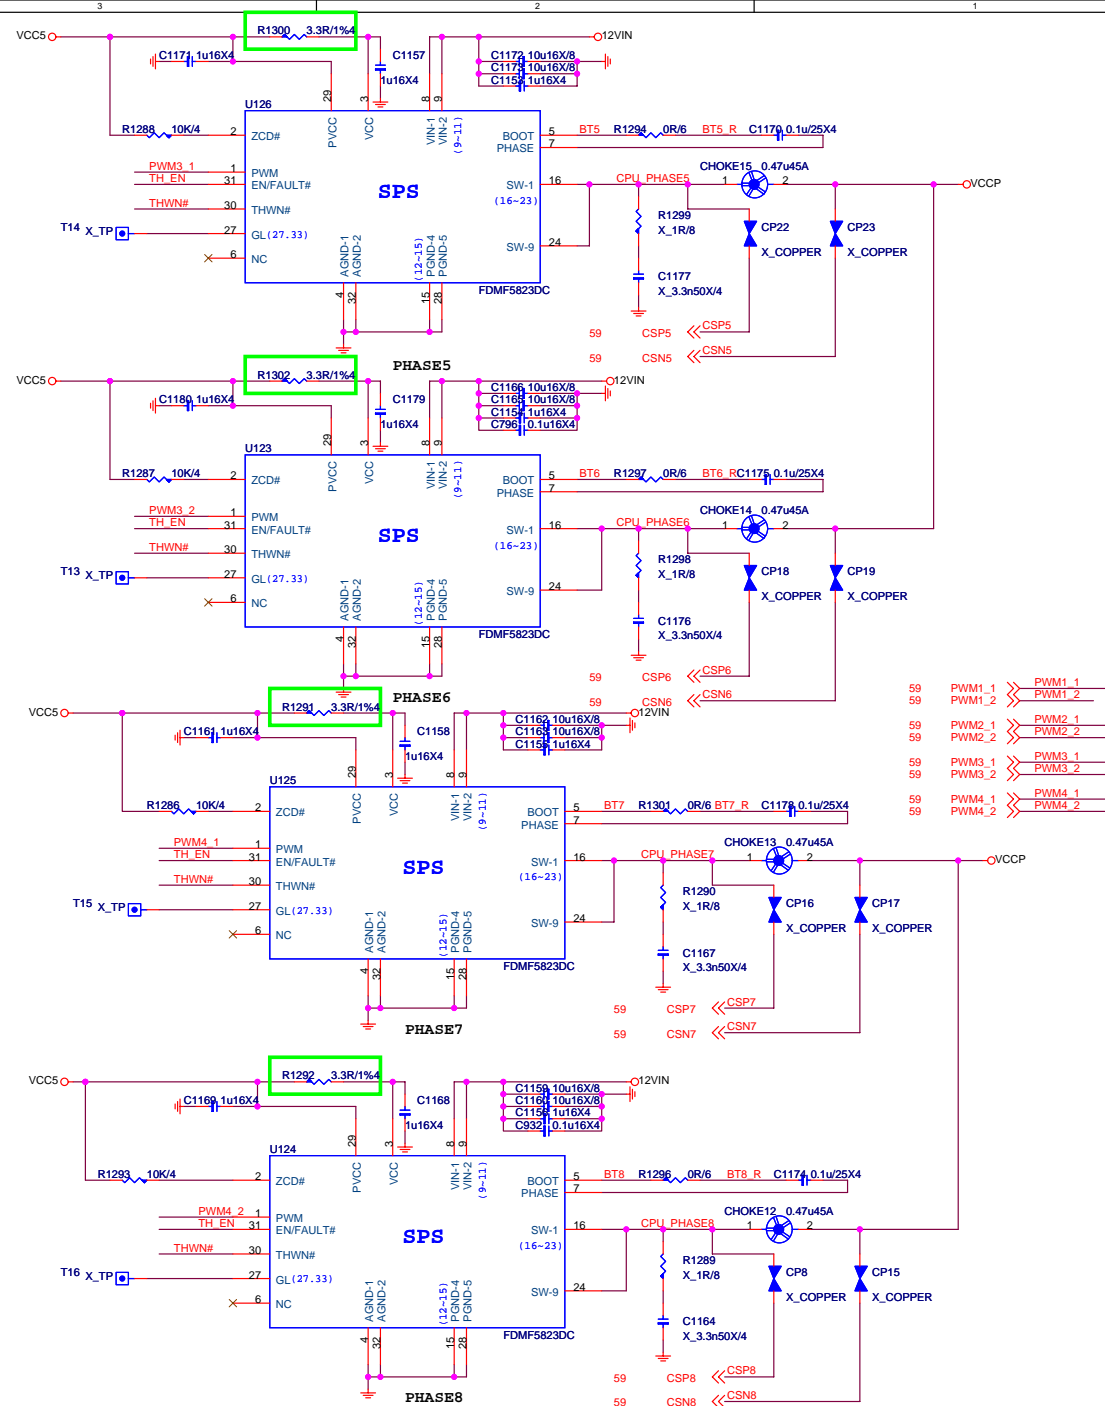 3 2 1
VCC5 R1300 3.3R/1%4 12VIN
C1171 1u16X4 C1157 1u16X4
C1172 10u16X/8
C1173 10u16X/8
C1153 1u16X4
29 3 8 9
U126
R1288 10K/4 2 ZCD# PVCC VCC VIN-1 VIN-2 (9~11) BOOT 5 BT5 R1294 0R/6 BT5_R C1170 0.1u/25X4
PHASE 7
PWM3_1 1 PWM
TH_EN 31 EN/FAULT# SPS SW-1 16 CPU_PHASE5 1 CHOKE15 0.47u45A 2 VCCP
(16~23)
THWN# 30 THWN#
R1299 X_1R/8 CP22 X_COPPER CP23 X_COPPER
T14 X_TP 27 GL(27.33)
6 NC AGND-1 AGND-2 (12~15) PGND-4 PGND-5 SW-9 24
C1177 X_3.3n50X/4
FDMF5823DC
4 32 15 28
59 CSP5 CSP5
59 CSN5 CSN5
PHASE5
VCC5 R1302 3.3R/1%4 12VIN
C1180 1u16X4 C1179 1u16X4
C1166 10u16X/8
C1165 10u16X/8
C1154 1u16X4
C796 0.1u16X4
29 3 8 9
U123
R1287 10K/4 2 ZCD# PVCC VCC VIN-1 VIN-2 (9~11) BOOT 5 BT6 R1297 0R/6 BT6_R C1175 0.1u/25X4
PHASE 7
PWM3_2 1 PWM
TH_EN 31 EN/FAULT# SPS SW-1 16 CPU_PHASE6 1 CHOKE14 0.47u45A 2
(16~23)
THWN# 30 THWN#
R1298 X_1R/8 CP18 X_COPPER CP19 X_COPPER
T13 X_TP 27 GL(27.33)
6 NC AGND-1 AGND-2 (12~15) PGND-4 PGND-5 SW-9 24
C1176 X_3.3n50X/4
FDMF5823DC
4 32 15 28
59 CSP6 CSP6
59 CSN6 CSN6
PHASE6
59 PWM1_1 PWM1_1
59 PWM1_2 PWM1_2
59 PWM2_1 PWM2_1
59 PWM2_2 PWM2_2
59 PWM3_1 PWM3_1
59 PWM3_2 PWM3_2
59 PWM4_1 PWM4_1
59 PWM4_2 PWM4_2
VCC5 R1291 3.3R/1%4 12VIN
C1161 1u16X4 C1158 1u16X4
C1162 10u16X/8
C1163 10u16X/8
C1155 1u16X4
29 3 8 9
U125
R1286 10K/4 2 ZCD# PVCC VCC VIN-1 VIN-2 (9~11) BOOT 5 BT7 R1301 0R/6 BT7_R C1178 0.1u/25X4
PHASE 7
PWM4_1 1 PWM
TH_EN 31 EN/FAULT# SPS SW-1 16 CPU_PHASE7 1 CHOKE13 0.47u45A 2 VCCP
(16~23)
THWN# 30 THWN#
R1290 X_1R/8 CP16 X_COPPER CP17 X_COPPER
T15 X_TP 27 GL(27.33)
6 NC AGND-1 AGND-2 (12~15) PGND-4 PGND-5 SW-9 24
C1167 X_3.3n50X/4
FDMF5823DC
4 32 15 28
59 CSP7 CSP7
59 CSN7 CSN7
PHASE7
VCC5 R1292 3.3R/1%4 12VIN
C1169 1u16X4 C1168 1u16X4
C1159 10u16X/8
C1160 10u16X/8
C1156 1u16X4
C932 0.1u16X4
29 3 8 9
U124
R1293 10K/4 2 ZCD# PVCC VCC VIN-1 VIN-2 (9~11) BOOT 5 BT8 R1296 0R/6 BT8_R C1174 0.1u/25X4
PHASE 7
PWM4_2 1 PWM
TH_EN 31 EN/FAULT# SPS SW-1 16 CPU_PHASE8 1 CHOKE12 0.47u45A 2
(16~23)
THWN# 30 THWN#
R1289 X_1R/8 CP8 X_COPPER CP15 X_COPPER
T16 X_TP 27 GL(27.33)
6 NC AGND-1 AGND-2 (12~15) PGND-4 PGND-5 SW-9 24
C1164 X_3.3n50X/4
FDMF5823DC
4 32 15 28
59 CSP8 CSP8
59 CSN8 CSN8
PHASE8